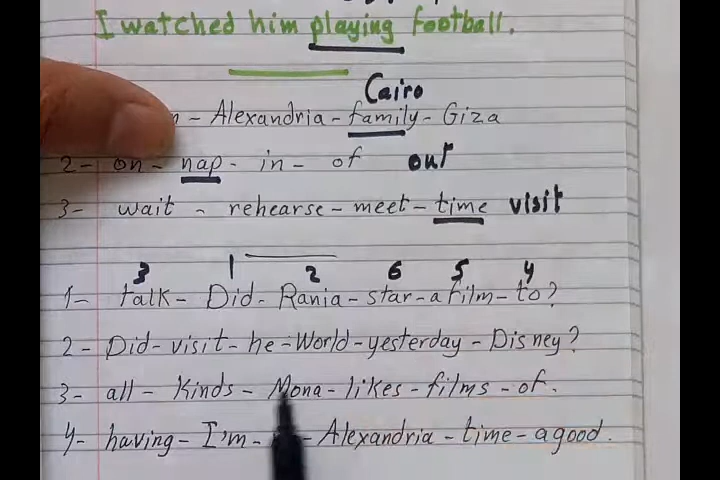 I watched him playing football.
Cairo
- Alexandria - family - Giza
2- on - nap - in - of out
3- wait - rehearse - meet - time visit
3 1 2 6 5 4
1- talk - Did - Rania - star - a film - to?
2- Did - visit - he - World - yesterday - Disney?
3- all - Kinds - Mona - likes - films - of.
4- having - I'm - Alexandria - time - a good.